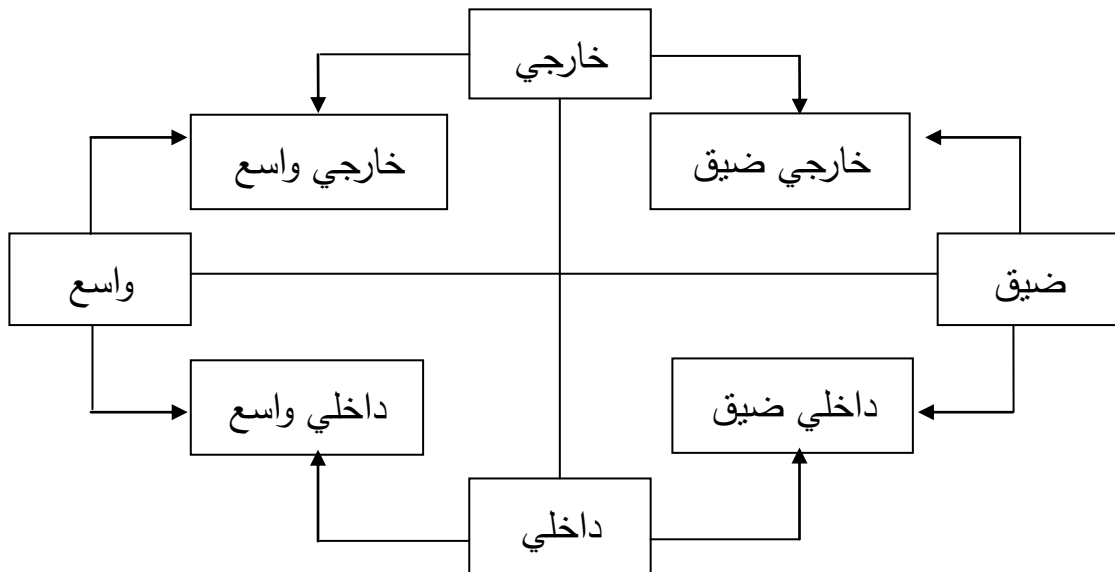 خارجي
خارجي ضيق
خارجي واسع
ضيق
واسع
داخلي ضيق
داخلي واسع
داخلي